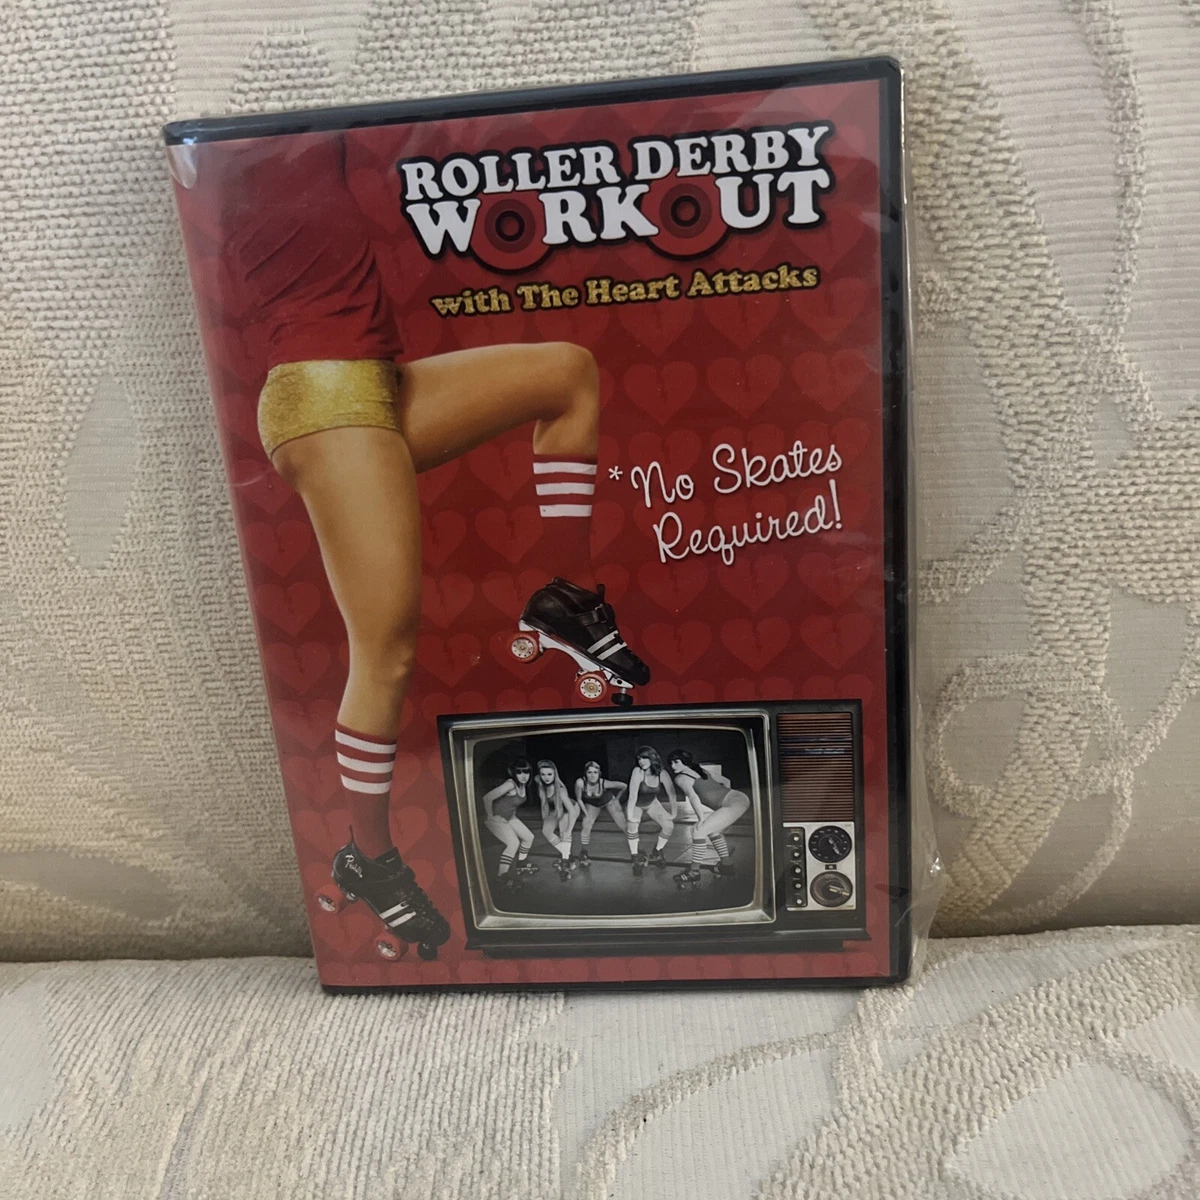 ROLLER DERBY
WORKOUT
with The Heart Attacks
*No Skates
Required!